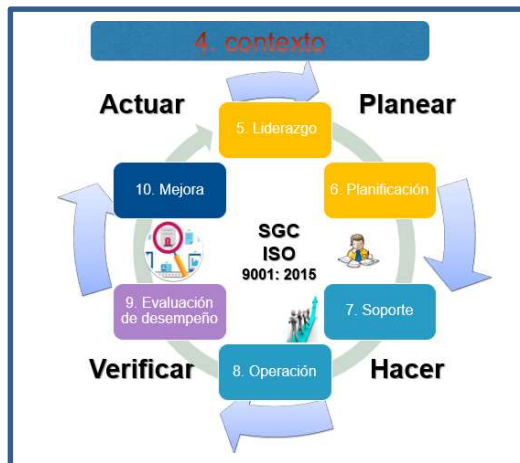 4. contexto
Actuar
Planear
5. Liderazgo
10. Mejora
6. Planificación
SGC
ISO
9001: 2015
9. Evaluación
de desempeño
7. Soporte
Verificar
8. Operación
Hacer